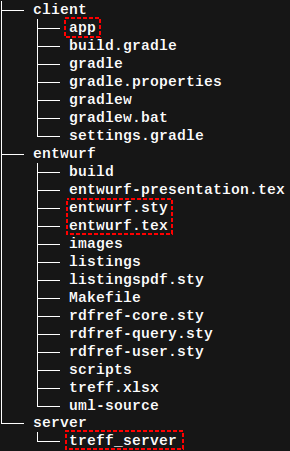 client
app
build.gradle
gradle
gradle.properties
gradlew
gradlew.bat
settings.gradle
entwurf
build
entwurf-presentation.tex
entwurf.sty
entwurf.tex
images
listings
listingspdf.sty
Makefile
rdfref-core.sty
rdfref-query.sty
rdfref-user.sty
scripts
treff.xlsx
uml-source
server
treff_server